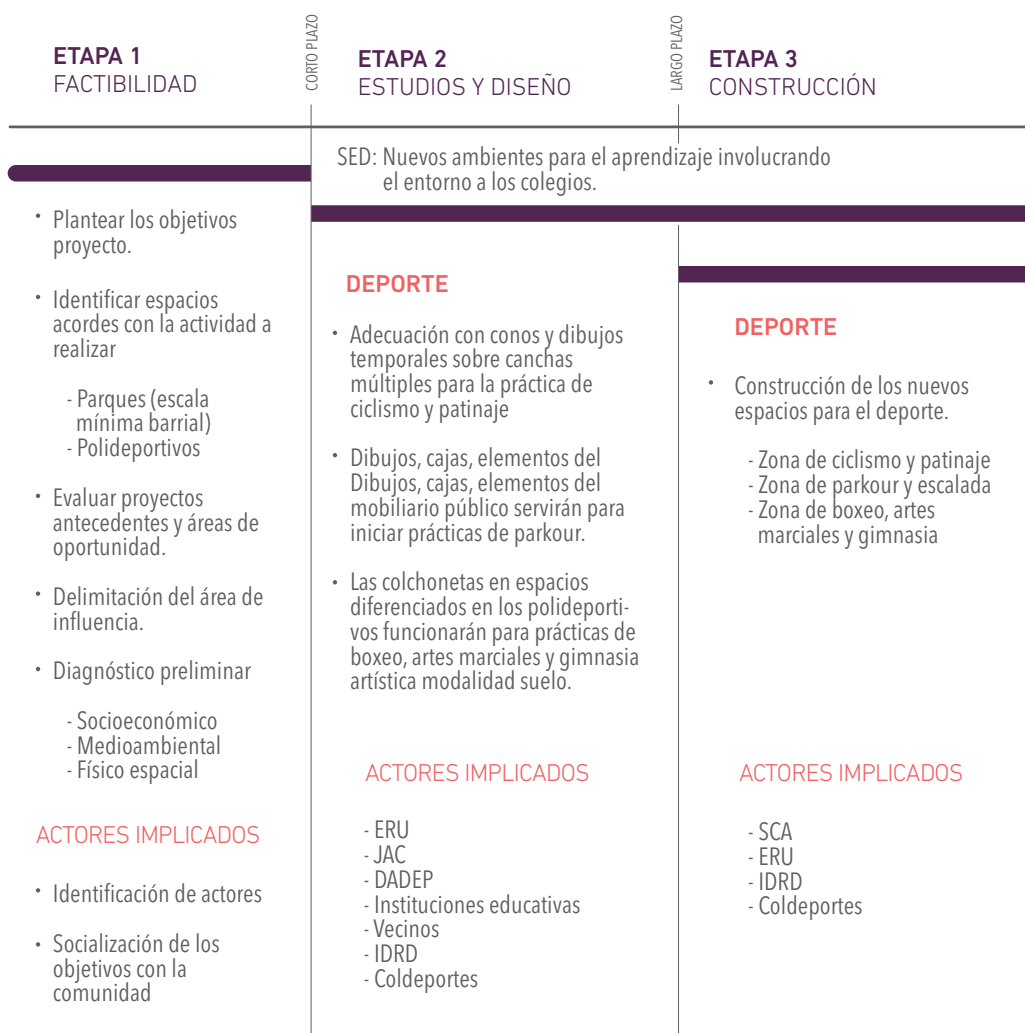 ETAPA 1
FACTIBILIDAD
CORTO PLAZO
ETAPA 2
ESTUDIOS Y DISEÑO
LARGO PLAZO
ETAPA 3
CONSTRUCCIÓN
SED: Nuevos ambientes para el aprendizaje involucrando
el entorno a los colegios.
• Plantear los objetivos
proyecto.
• Identificar espacios
acordes con la actividad a
realizar
- Parques (escala
mínima barrial)
- Polideportivos
• Evaluar proyectos
antecedentes y áreas de
oportunidad.
• Delimitación del área de
influencia.
• Diagnóstico preliminar
- Socioeconómico
- Medioambiental
- Físico espacial
ACTORES IMPLICADOS
• Identificación de actores
• Socialización de los
objetivos con la
comunidad
DEPORTE
• Adecuación con conos y dibujos
temporales sobre canchas
múltiples para la práctica de
ciclismo y patinaje
• Dibujos, cajas, elementos del
Dibujos, cajas, elementos del
mobiliario público servirán para
iniciar prácticas de parkour.
• Las colchonetas en espacios
diferenciados en los polideporti-
vos funcionarán para prácticas de
boxeo, artes marciales y gimnasia
artística modalidad suelo.
ACTORES IMPLICADOS
- ERU
- JAC
- DADEP
- Instituciones educativas
- Vecinos
- IDRD
- Coldeportes
DEPORTE
• Construcción de los nuevos
espacios para el deporte.
- Zona de ciclismo y patinaje
- Zona de parkour y escalada
- Zona de boxeo, artes
marciales y gimnasia
ACTORES IMPLICADOS
- SCA
- ERU
- IDRD
- Coldeportes